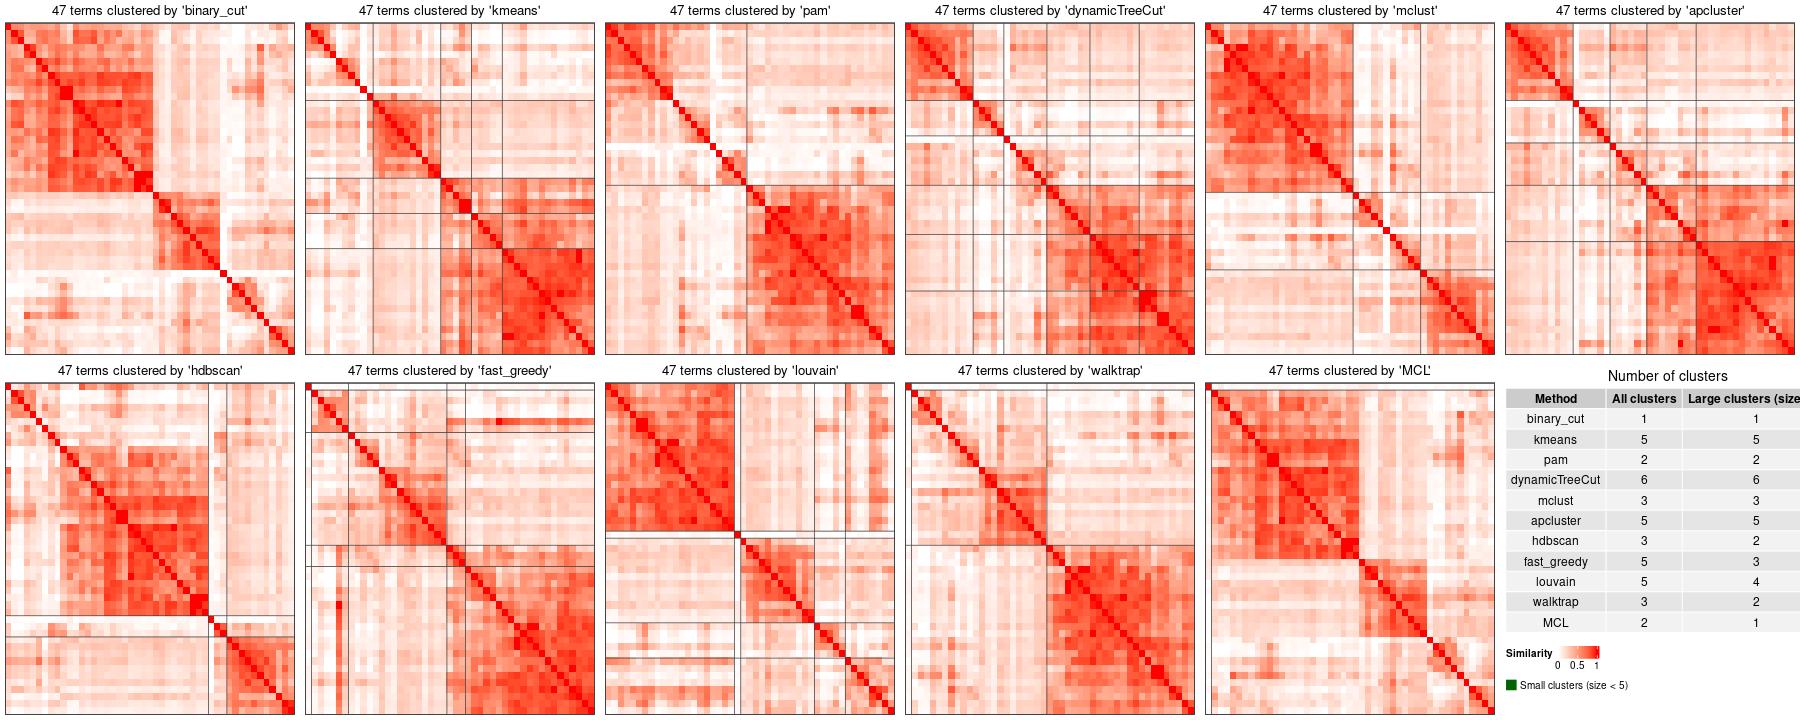 47 terms clustered by 'binary_cut'
47 terms clustered by 'kmeans'
47 terms clustered by 'pam'
47 terms clustered by 'dynamicTreeCut'
47 terms clustered by 'mclust'
47 terms clustered by 'apcluster'
47 terms clustered by 'hdbscan'
47 terms clustered by 'fast_greedy'
47 terms clustered by 'louvain'
47 terms clustered by 'walktrap'
47 terms clustered by 'MCL'
Number of clusters
Method All clusters Large clusters (size
binary_cut 1 1
kmeans 5 5
pam 2 2
dynamicTreeCut 6 6
mclust 3 3
apcluster 5 5
hdbscan 3 2
fast_greedy 5 3
louvain 5 4
walktrap 3 2
MCL 2 1
Similarity
0 0.5 1
Small clusters (size < 5)